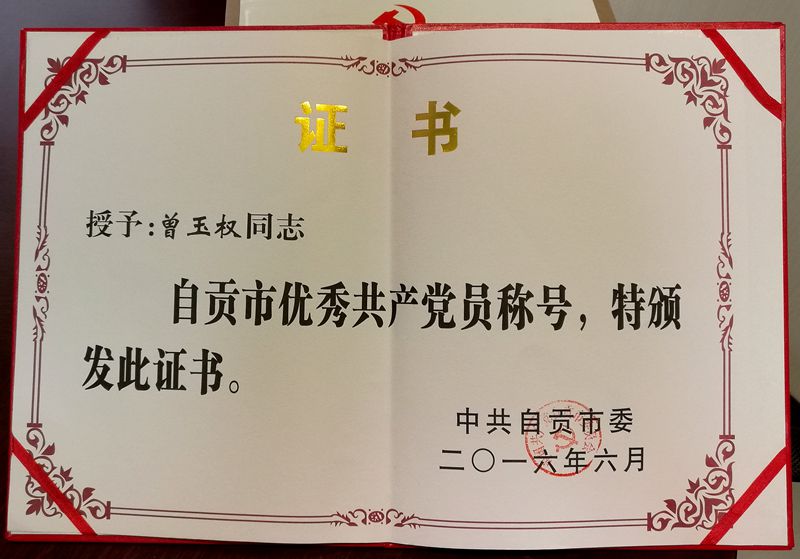 证书
授予：曾玉权同志
自贡市优秀共产党员称号，特颁
发此证书。
中共自贡市委
二〇一六年六月